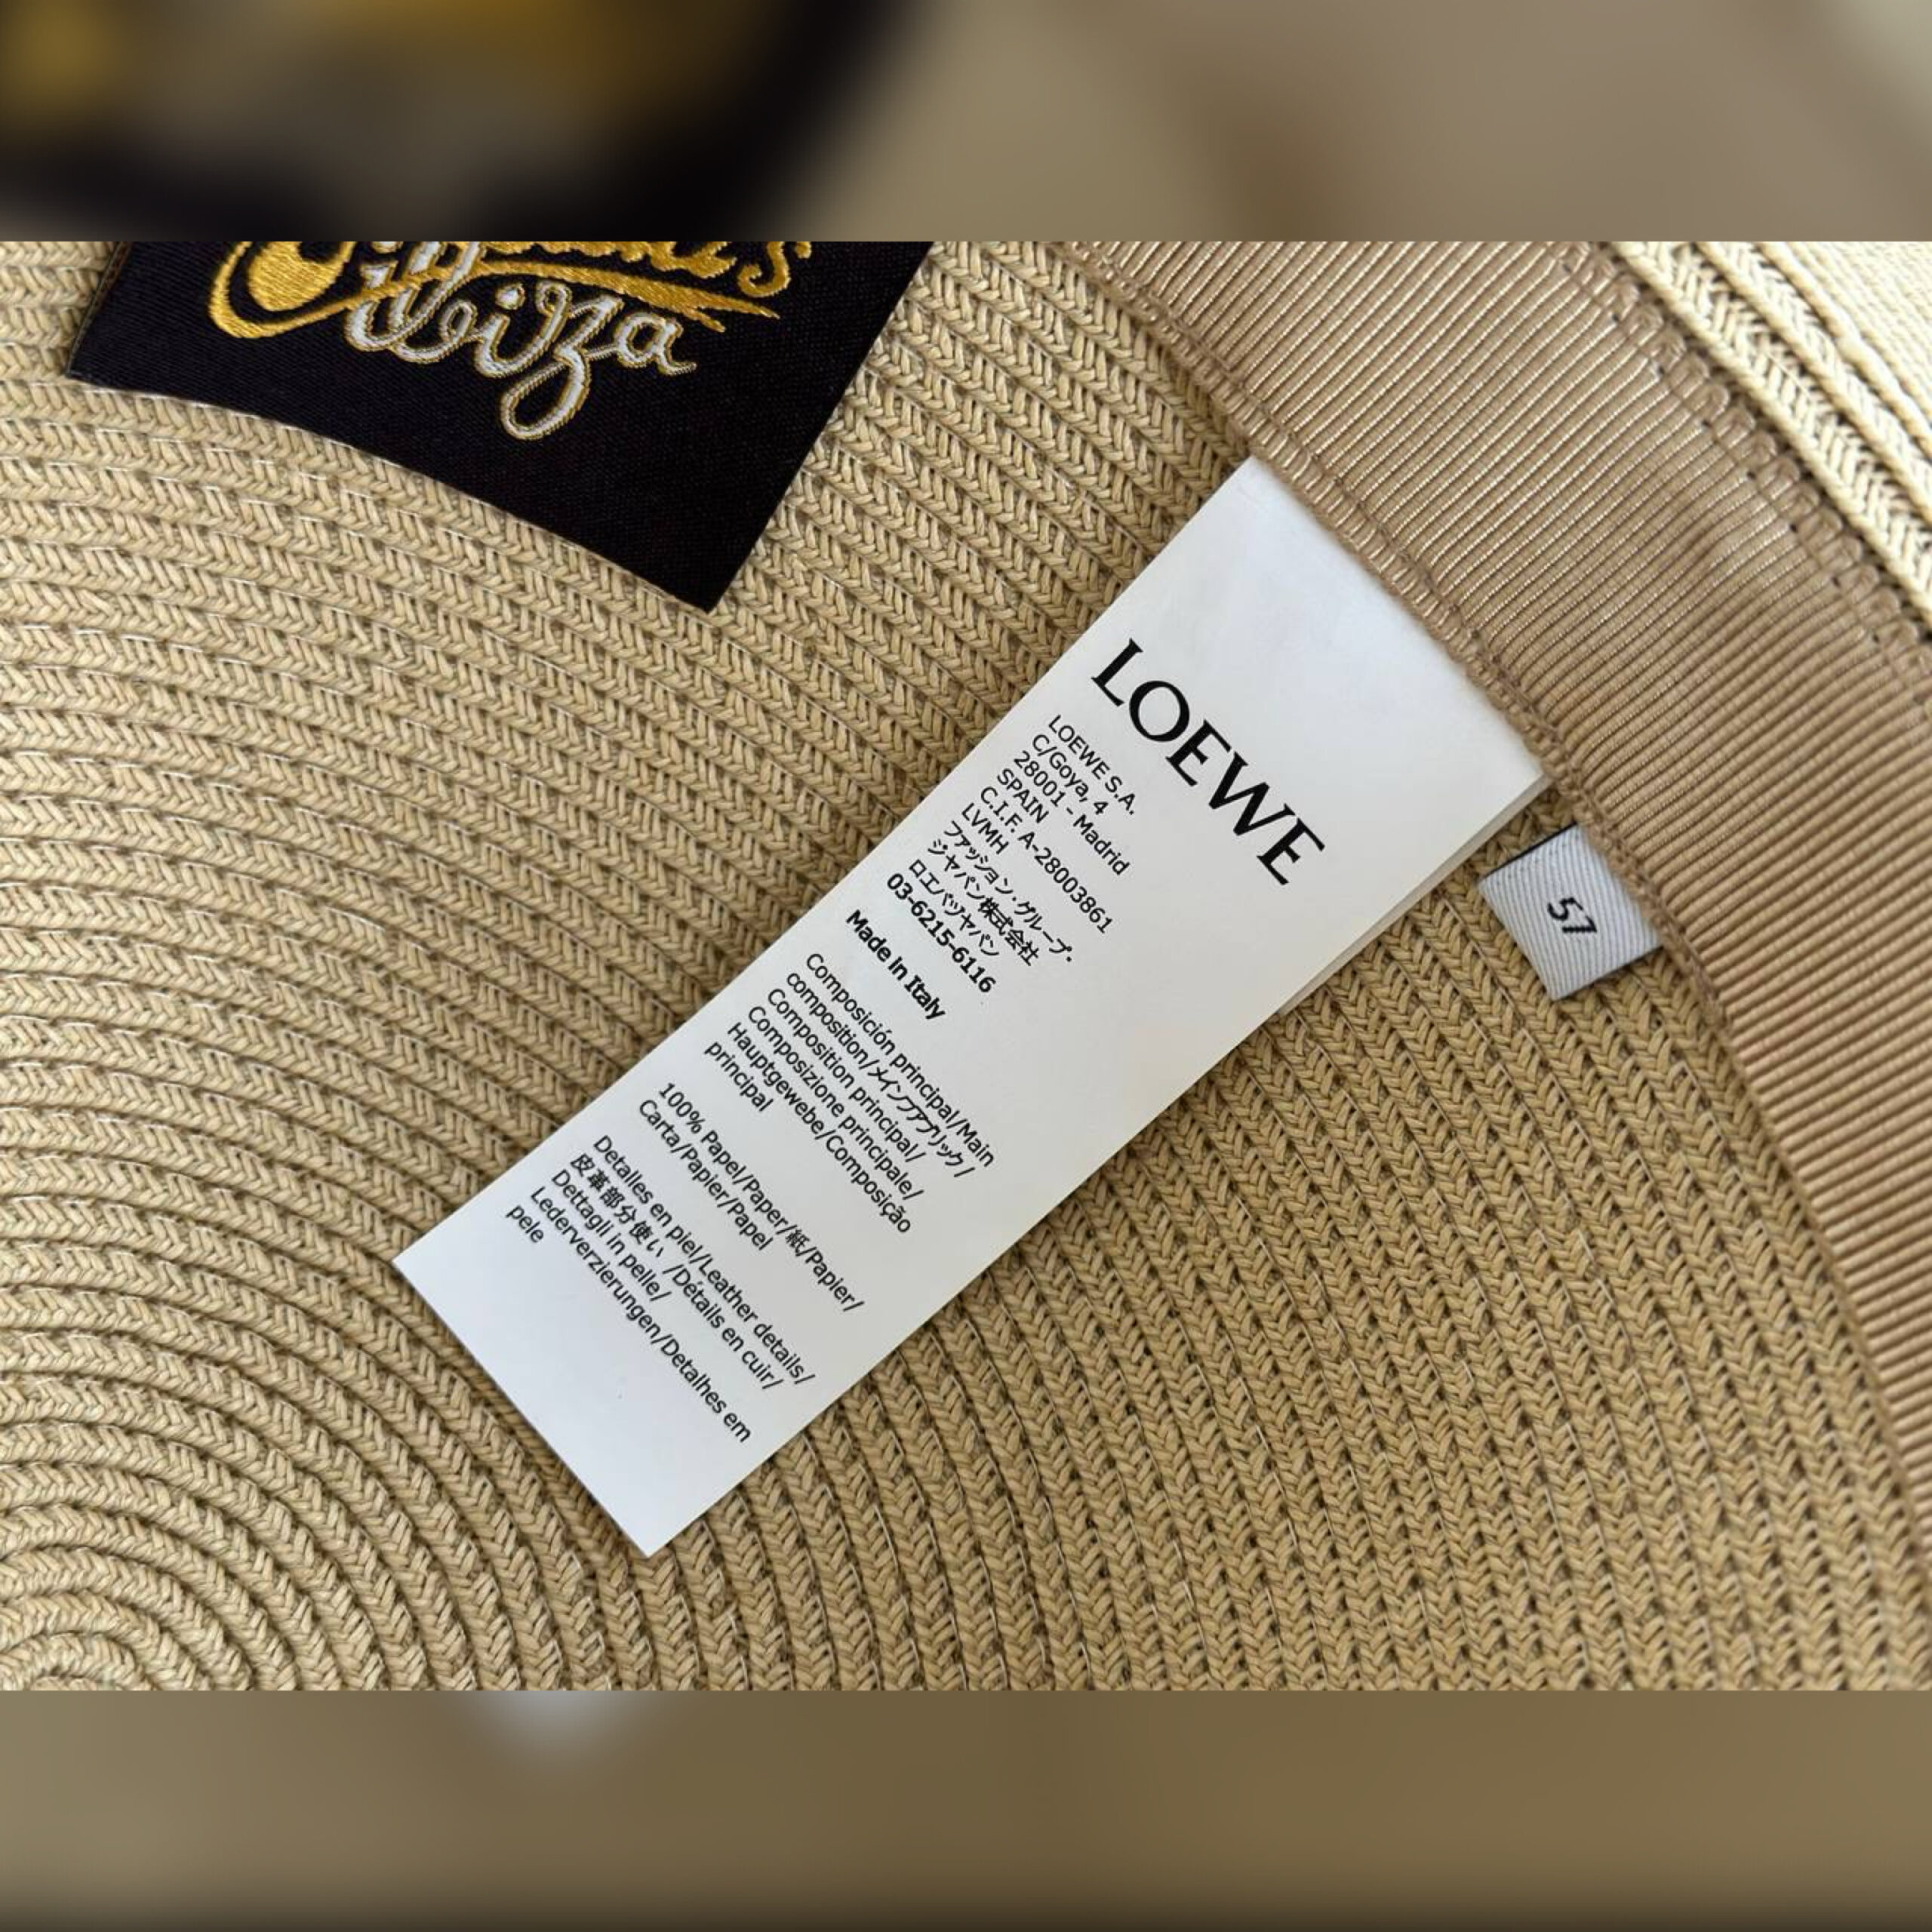 ibiza
LOEWE
LOEWE S.A.
C/Goya, 4
28001 - Madrid
SPAIN
C.I.F. A-28003861
LVMH
ファッション・グループ・
ジャパン株式会社
ロエバジャパン
03-6215-6116
Made in Italy
Composición principal/Main
composition/メインファブリック/
Composition principal/
Composizione principale/
Hauptgewebe/Composição
principal
100% Papel/Paper/紙/Papier/
Carta/Papier/Papel
Detalles en piel/Leather details/
皮革部分使い/Détails en cuir/
Dettagli in pelle/
Lederverzierungen/Detalhes em
pele
57